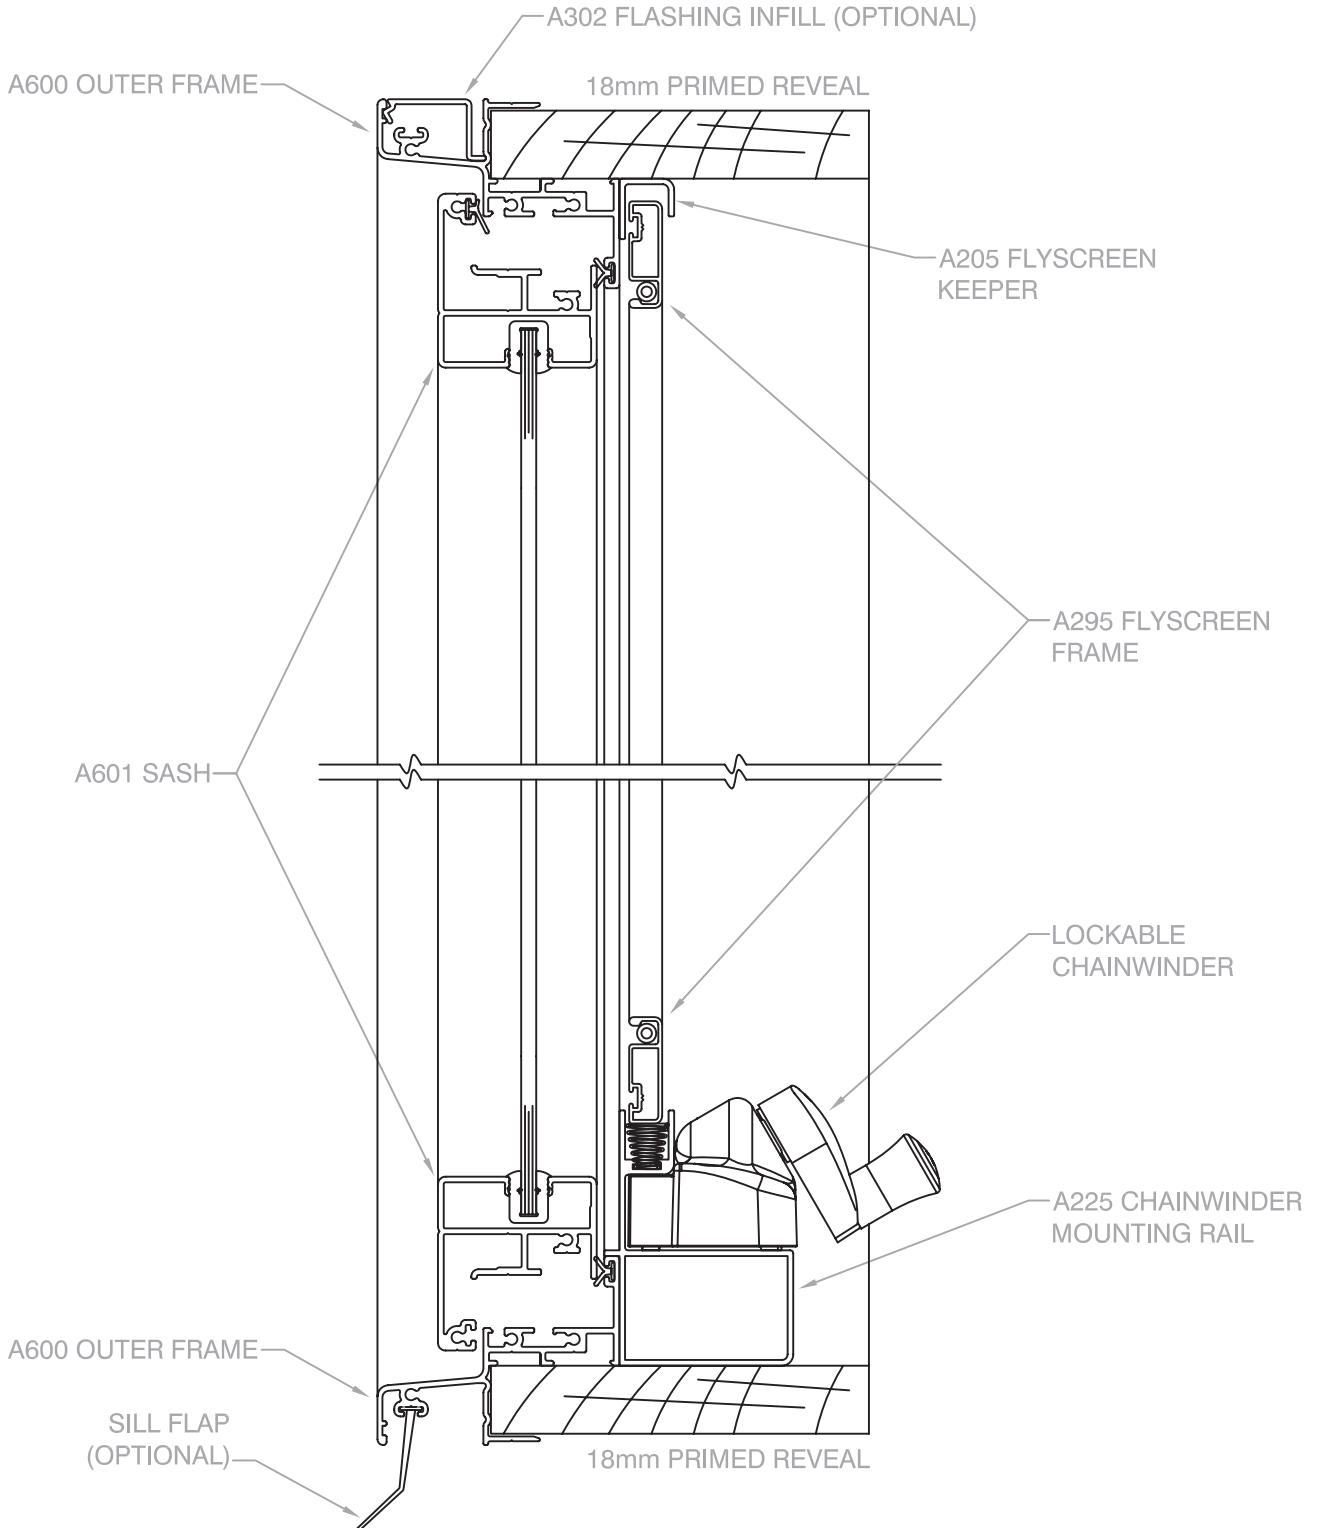 A302 FLASHING INFILL (OPTIONAL)
A600 OUTER FRAME
18mm PRIMED REVEAL
A205 FLYSCREEN
KEEPER
A295 FLYSCREEN
FRAME
A601 SASH
LOCKABLE
CHAINWINDER
A225 CHAINWINDER
MOUNTING RAIL
A600 OUTER FRAME
SILL FLAP
(OPTIONAL)
18mm PRIMED REVEAL